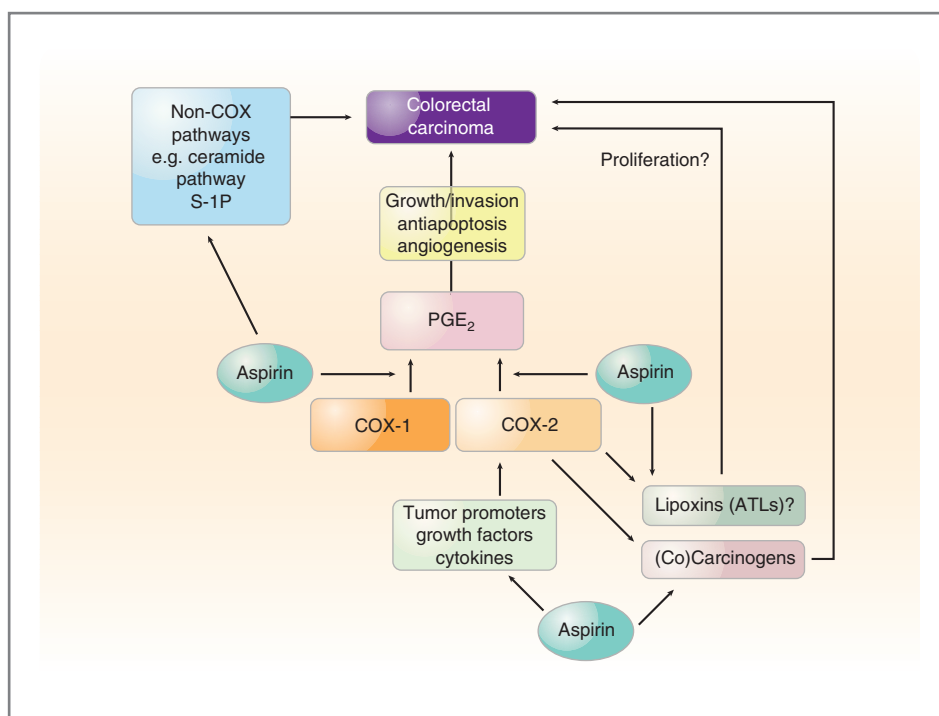 Non-COX
pathways
e.g. ceramide
pathway
S-1P
Colorectal
carcinoma
Proliferation?
Growth/invasion
antiapoptosis
angiogenesis
PGE₂
Aspirin
Aspirin
COX-1
COX-2
Lipoxins (ATLs)?
Tumor promoters
growth factors
cytokines
(Co)Carcinogens
Aspirin